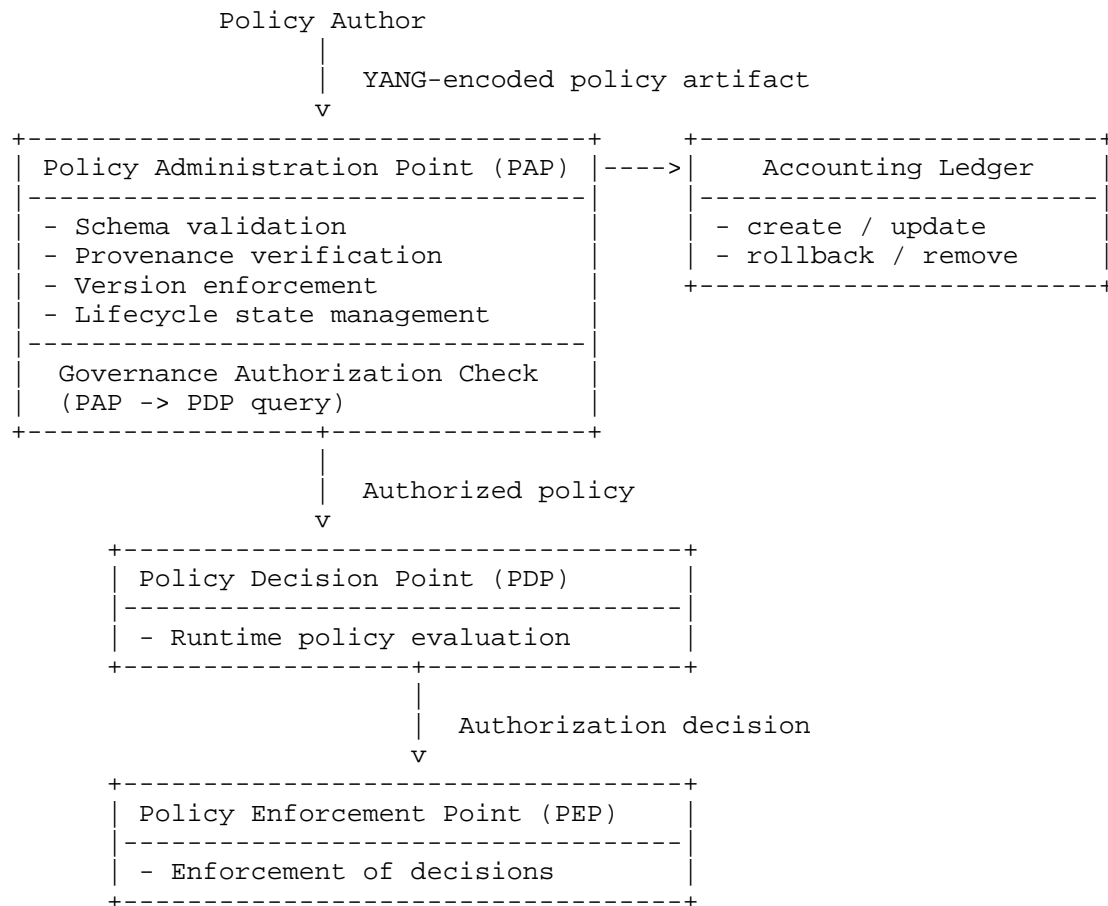 Policy Author
YANG-encoded policy artifact
Policy Administration Point (PAP)
Accounting Ledger
- Schema validation
- create / update
- Provenance verification
- rollback / remove
- Version enforcement
- Lifecycle state management
Governance Authorization Check
(PAP -> PDP query)
Authorized policy
Policy Decision Point (PDP)
- Runtime policy evaluation
Authorization decision
Policy Enforcement Point (PEP)
- Enforcement of decisions